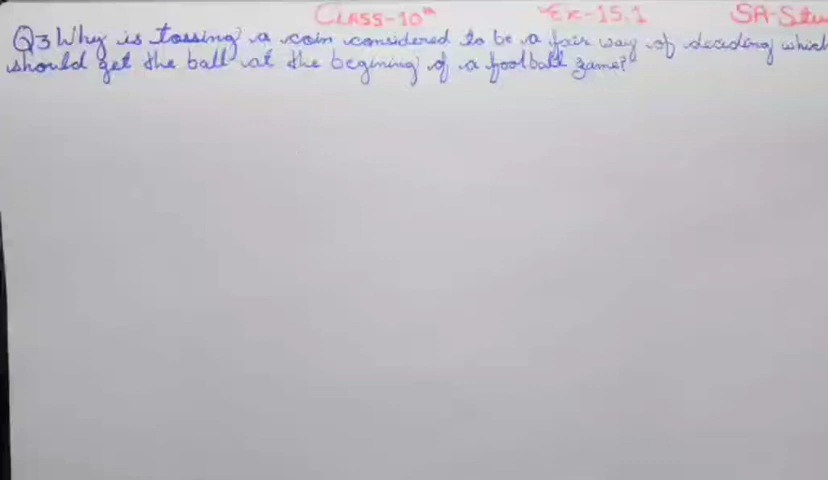 CLASS-10th Ex-15.1
Q3 Why is tossing a coin considered to be a fair way of deciding which
should get the ball at the begining of a football game?